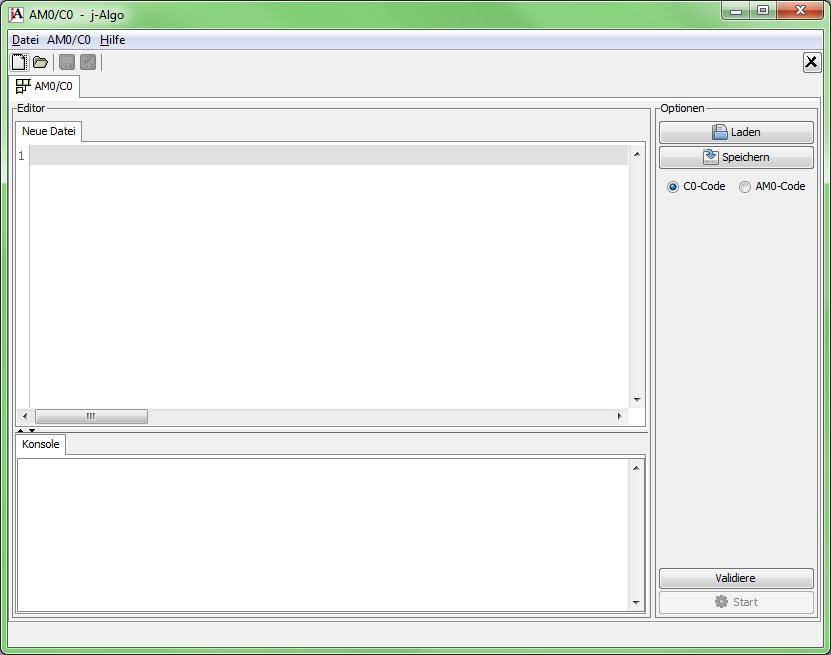 jA AM0/C0 - j-Algo
Datei AM0/C0 Hilfe
AM0/C0
Editor
Optionen
Neue Datei
1
Laden
Speichern
C0-Code AM0-Code
Konsole
Validiere
Start